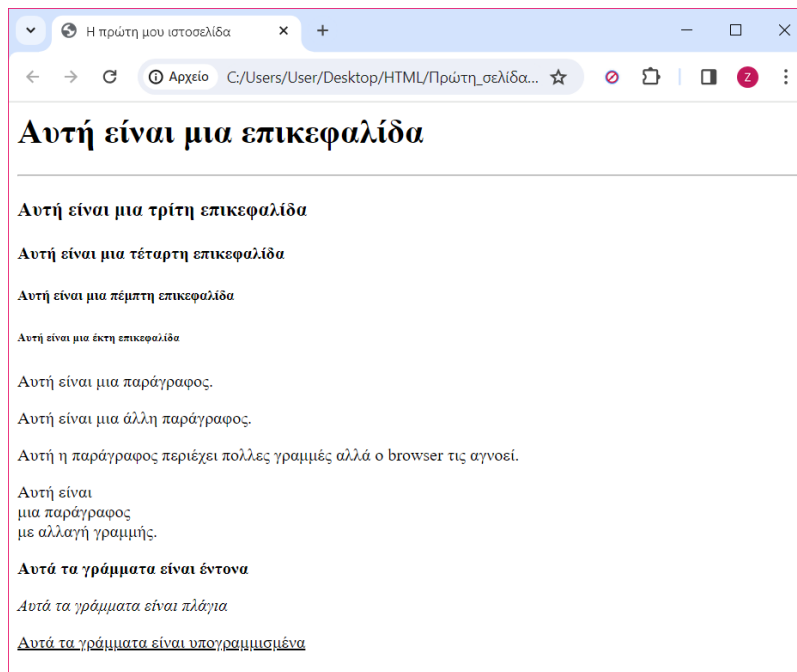 Η πρώτη μου ιστοσελίδα
Αρχείο C:/Users/User/Desktop/HTML/Πρώτη_σελίδα... Z
Αυτή είναι μια επικεφαλίδα
Αυτή είναι μια τρίτη επικεφαλίδα
Αυτή είναι μια τέταρτη επικεφαλίδα
Αυτή είναι μια πέμπτη επικεφαλίδα
Αυτή είναι μια έκτη επικεφαλίδα
Αυτή είναι μια παράγραφος.
Αυτή είναι μια άλλη παράγραφος.
Αυτή η παράγραφος περιέχει πολλες γραμμές αλλά ο browser τις αγνοεί.
Αυτή είναι
μια παράγραφος
με αλλαγή γραμμής.
Αυτά τα γράμματα είναι έντονα
Αυτά τα γράμματα είναι πλάγια
Αυτά τα γράμματα είναι υπογραμμισμένα